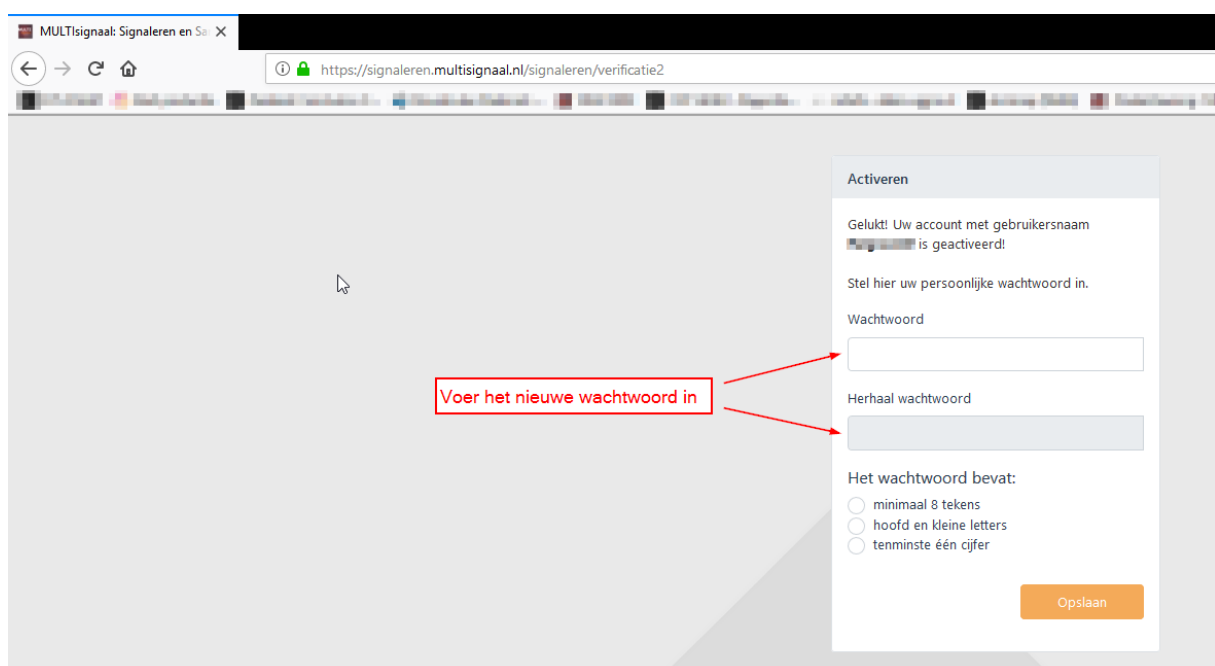 MULTIsignaal: Signaleren en Sa
https://signaleren.multisignaal.nl/signaleren/verificatie2
Activeren
Gelukt! Uw account met gebruikersnaam
is geactiveerd!
Stel hier uw persoonlijke wachtwoord in.
Wachtwoord
Voer het nieuwe wachtwoord in
Herhaal wachtwoord
Het wachtwoord bevat:
minimaal 8 tekens
hoofd en kleine letters
tenminste één cijfer
Opslaan